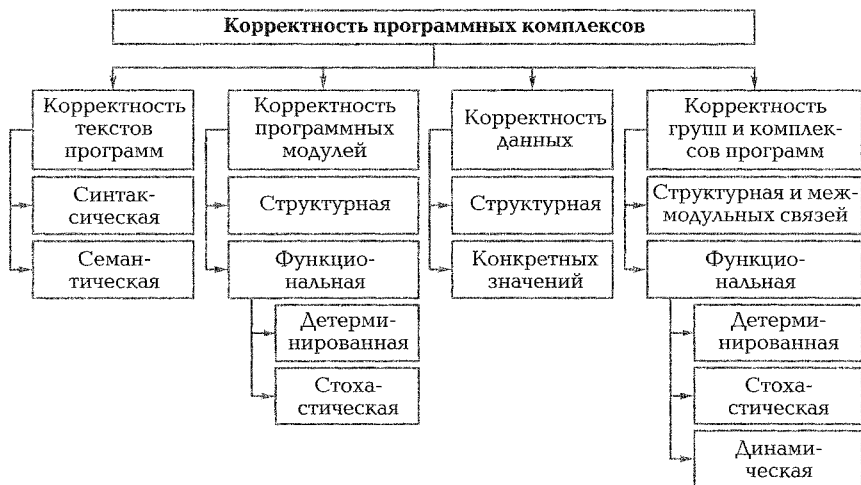 Корректность программных комплексов
Корректность
текстов
программ
Синтак-
сическая
Семан-
тическая
Корректность
программных
модулей
Структурная
Функцио-
нальная
Детерми-
нированная
Стоха-
стическая
Корректность
данных
Структурная
Конкретных
значений
Корректность
групп и комплек-
сов программ
Структурная и меж-
модульных связей
Функцио-
нальная
Детерми-
нированная
Стоха-
стическая
Динами-
ческая